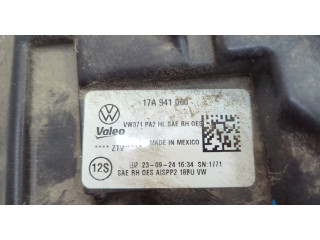 17A 941 060
VW371 PA2 HL SAE RH OES
Valeo
MADE IN MEXICO
12S
23-09-24 16:34 SN:1771
SAE RH OES AISPP2 19BU VW